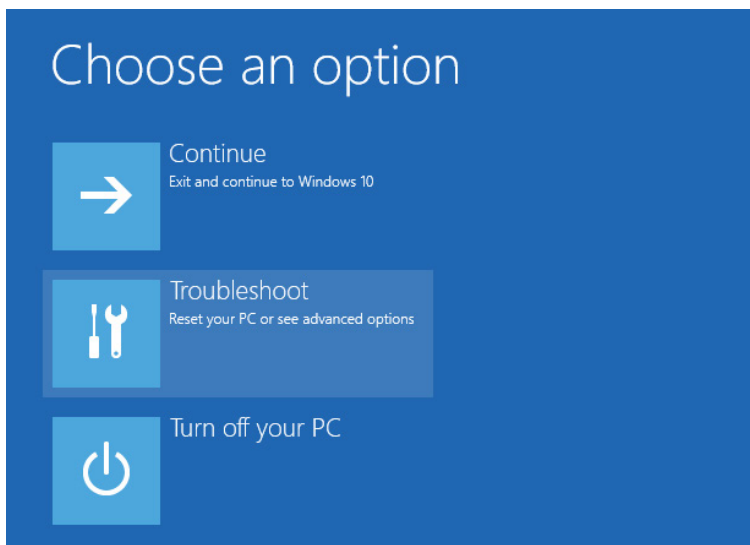 Choose an option
Continue
Exit and continue to Windows 10
Troubleshoot
Reset your PC or see advanced options
Turn off your PC